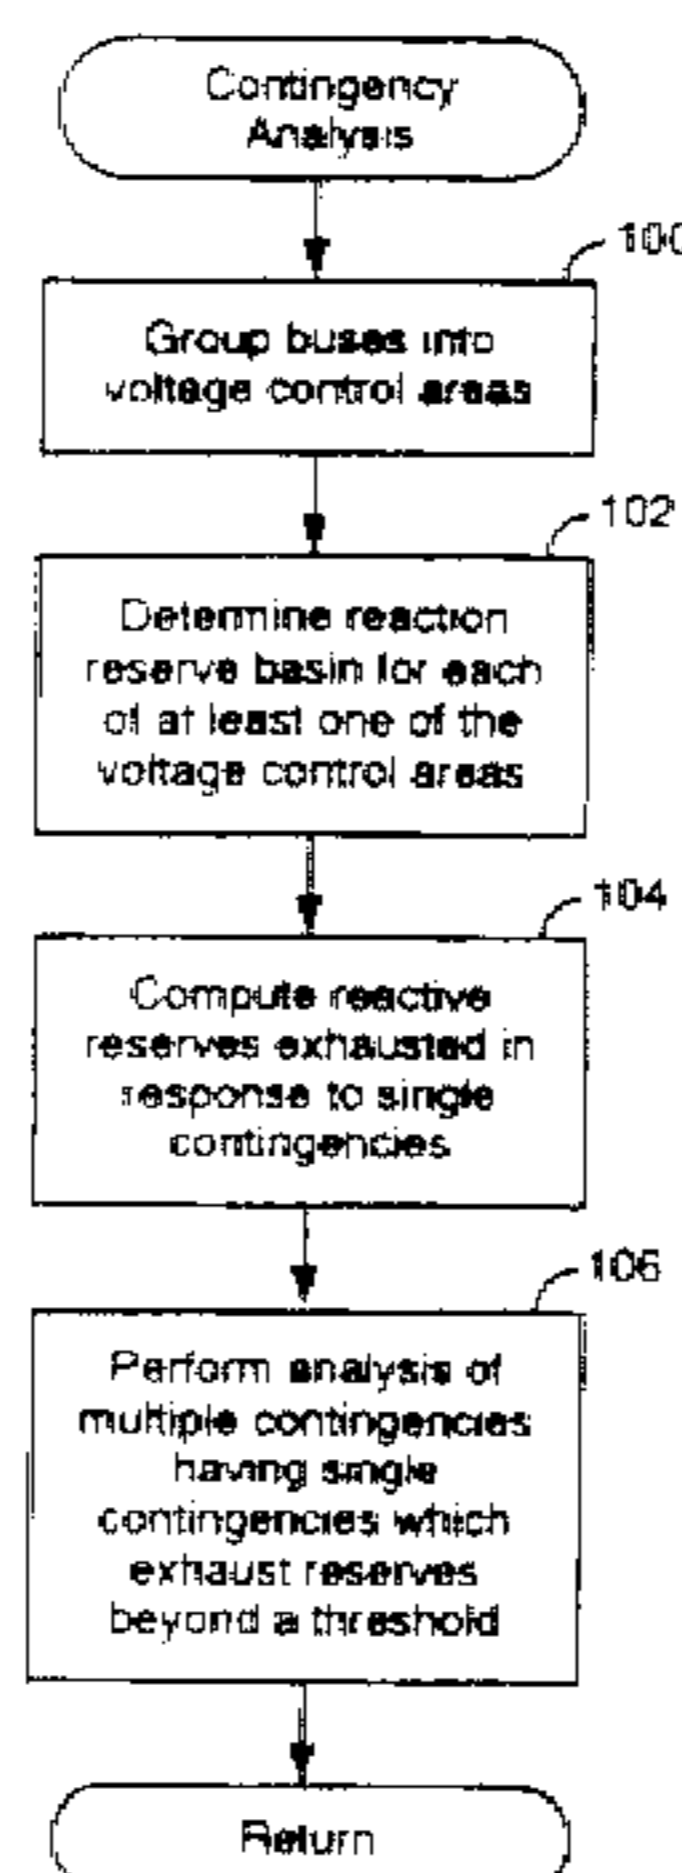 Contingency
Analysis
100
Group buses into
voltage control areas
102
Determine reaction
reserve basin for each
of at least one of the
voltage control areas
104
Compute reactive
reserves exhausted in
response to single
contingencies
106
Perform analysis of
multiple contingencies
having single
contingencies which
exhaust reserves
beyond a threshold
Return